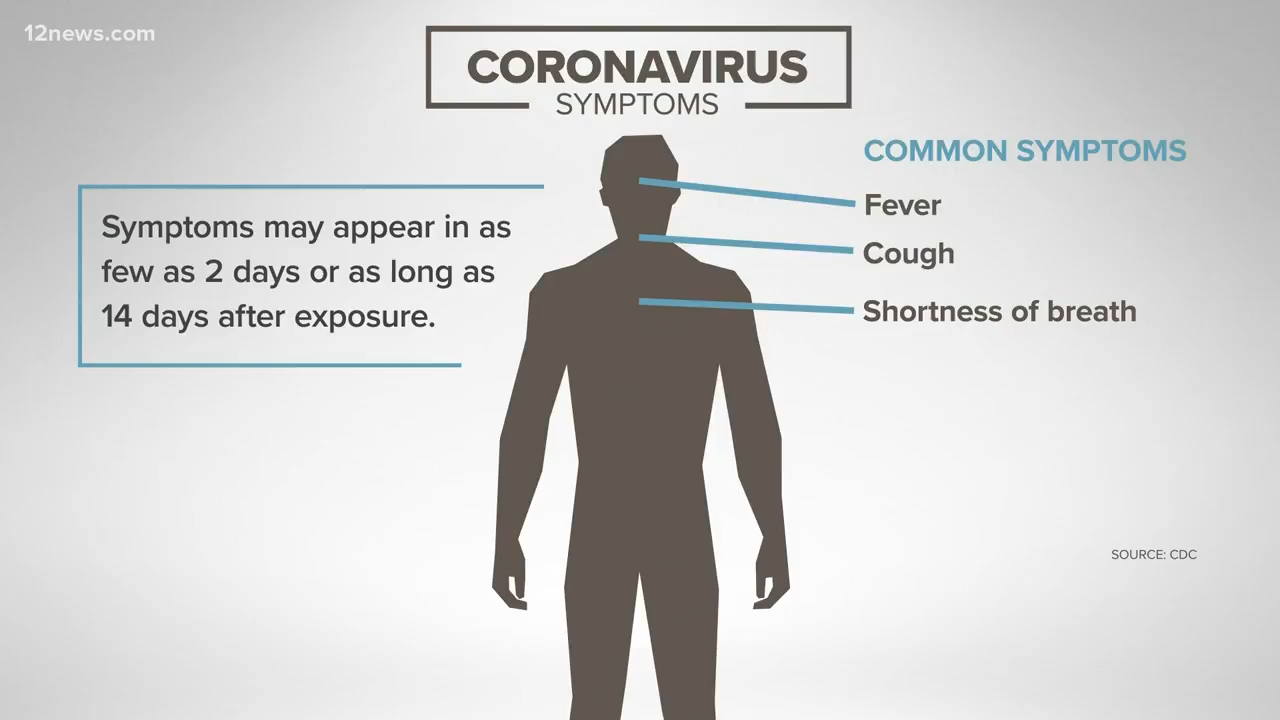 12news.com
CORONAVIRUS
SYMPTOMS
Symptoms may appear in as
few as 2 days or as long as
14 days after exposure.
COMMON SYMPTOMS
Fever
Cough
Shortness of breath
SOURCE: CDC